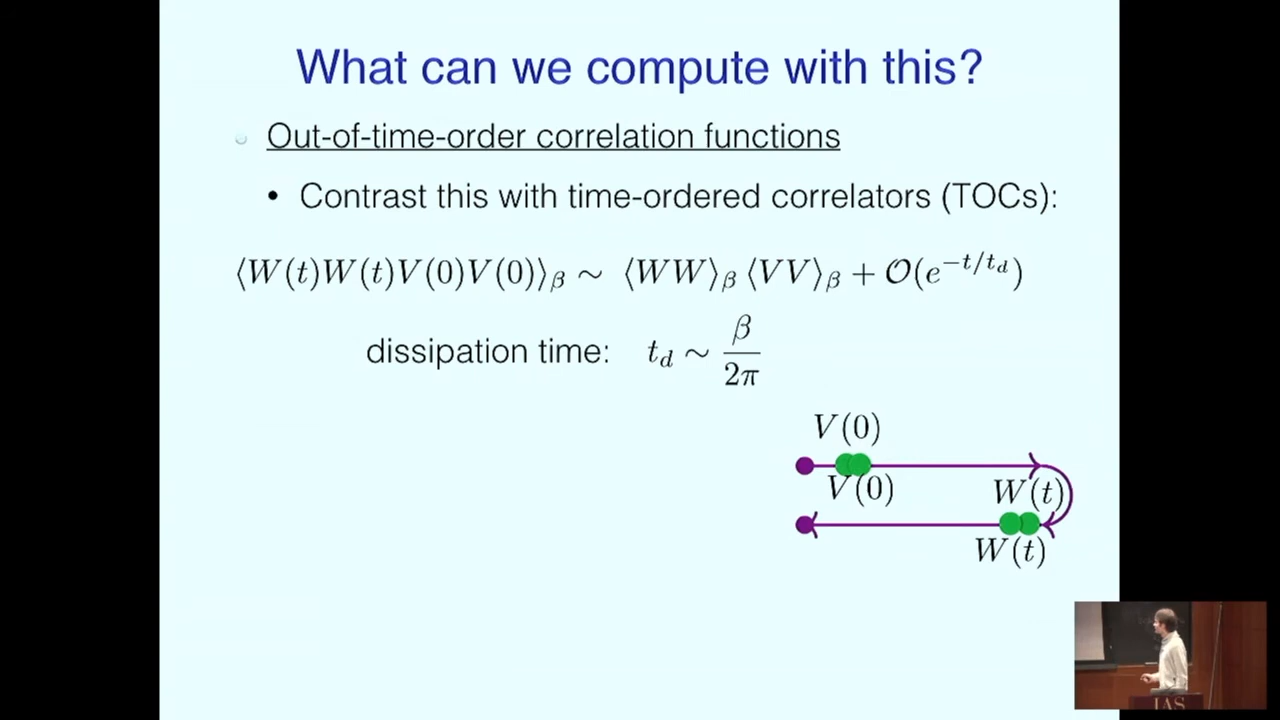 What can we compute with this?
Out-of-time-order correlation functions
• Contrast this with time-ordered correlators (TOCs):
⟨W(t)W(t)V(0)V(0)⟩_β ∼ ⟨WW⟩_β ⟨VV⟩_β + 𝒪(e^{-t/t_d})
dissipation time: t_d ∼ β/2π
V(0)
V(0) W(t)
W(t)
IAS